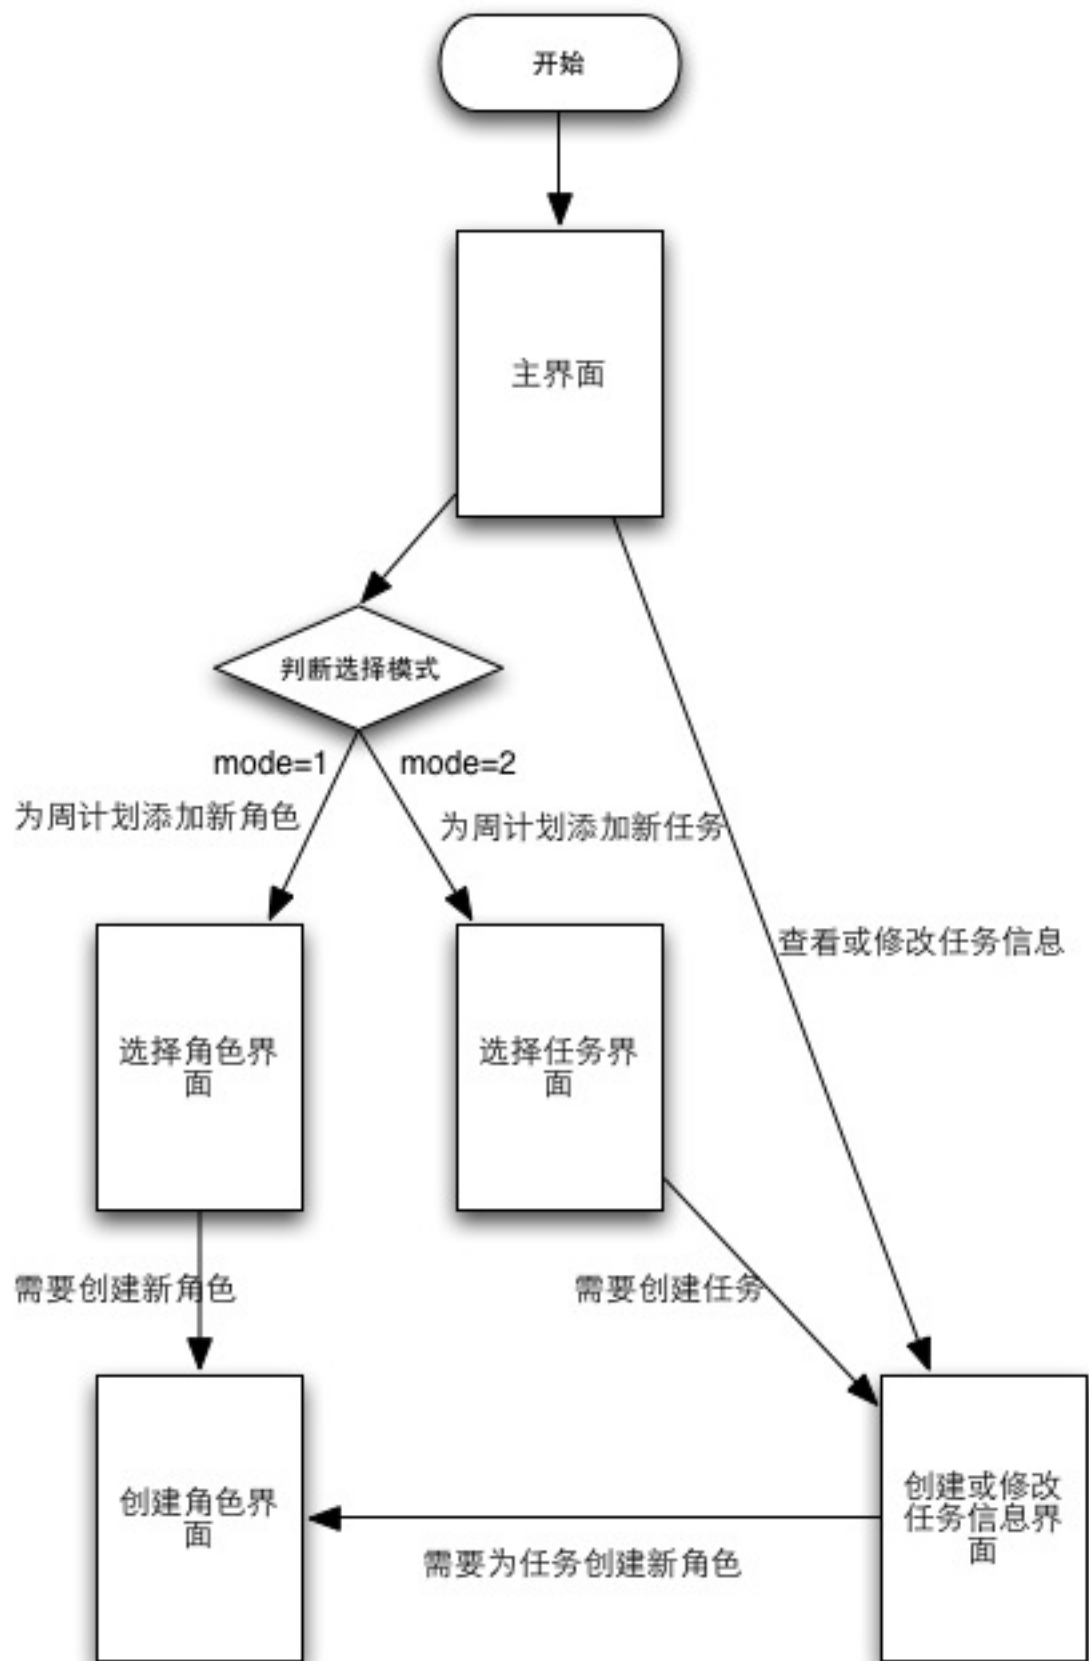 开始
主界面
判断选择模式
mode=1
mode=2
为周计划添加新角色
为周计划添加新任务
查看或修改任务信息
选择角色界
面
选择任务界
面
需要创建新角色
需要创建任务
创建角色界
面
创建或修改
任务信息界
面
需要为任务创建新角色